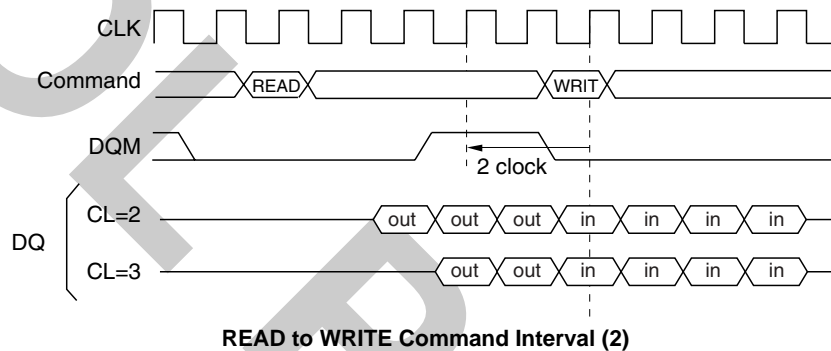 CLK
Command READ WRIT
DQM
2 clock
DQ
CL=2 out out out in in in in
CL=3 out out in in in in
READ to WRITE Command Interval (2)